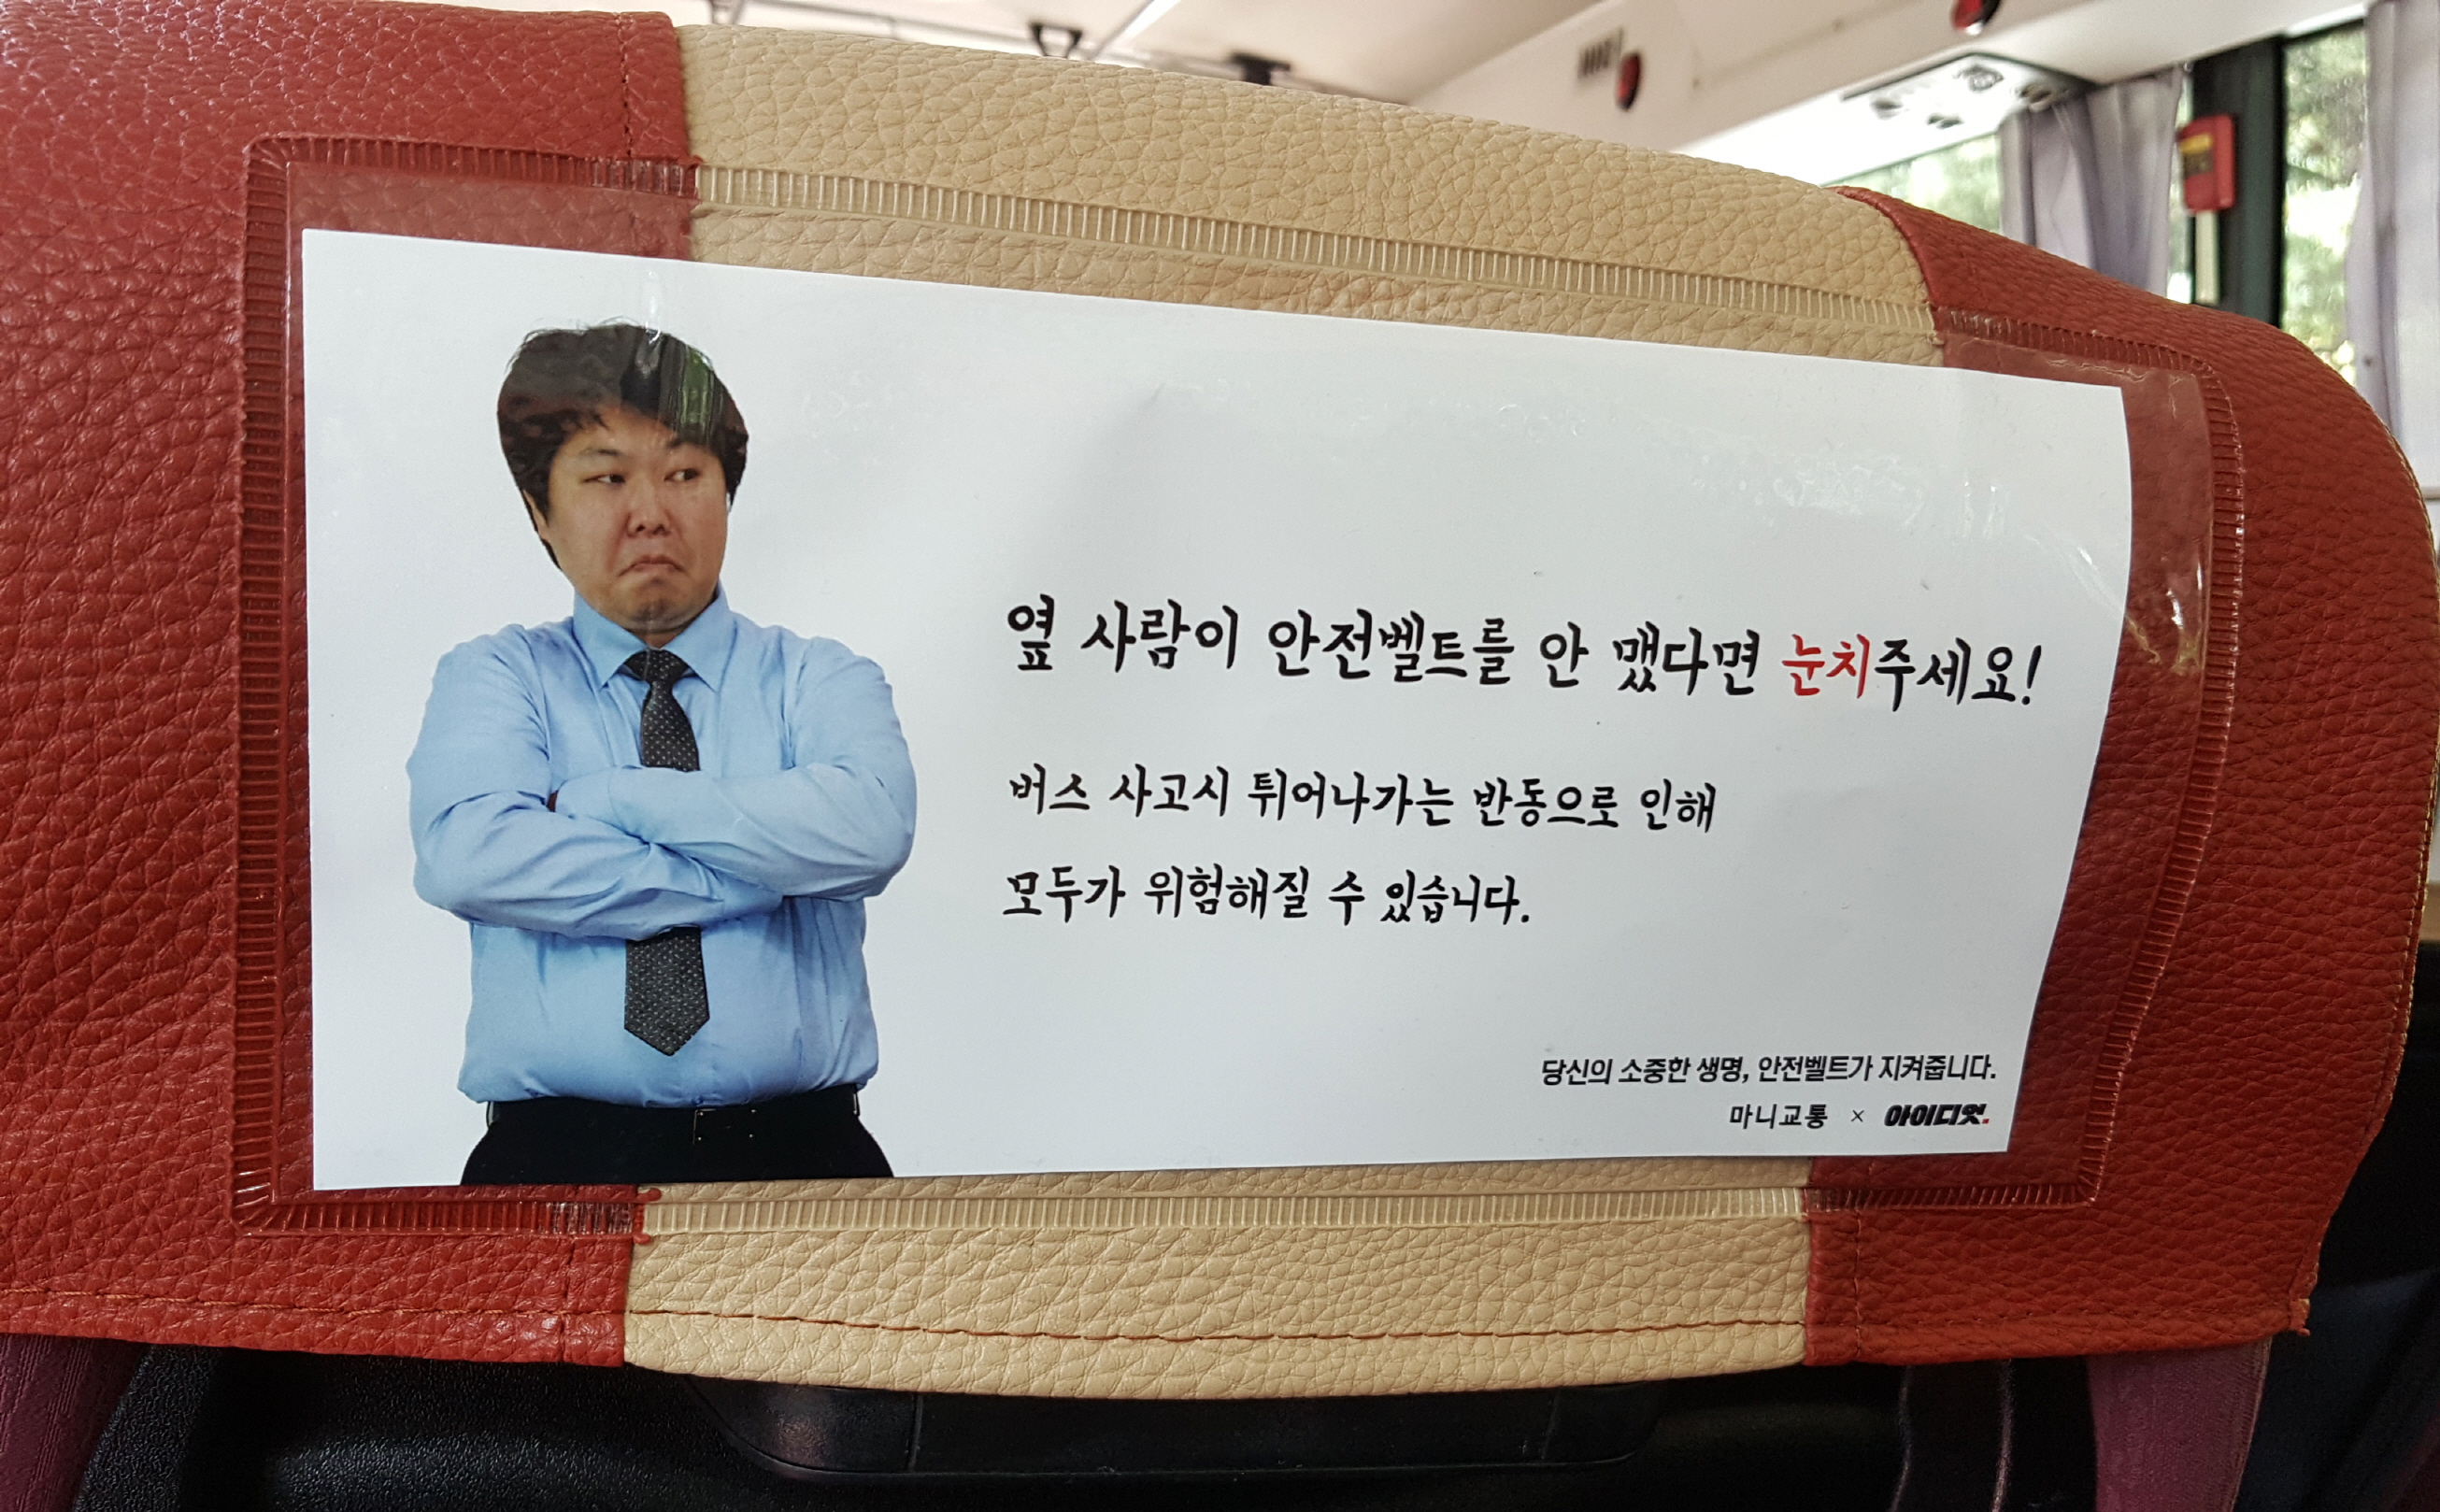 옆 사람이 안전벨트를 안 맸다면 눈치주세요!
버스 사고시 튀어나가는 반동으로 인해
모두가 위험해질 수 있습니다.
당신의 소중한 생명, 안전벨트가 지켜줍니다.
마니교통 × 아이디엇.